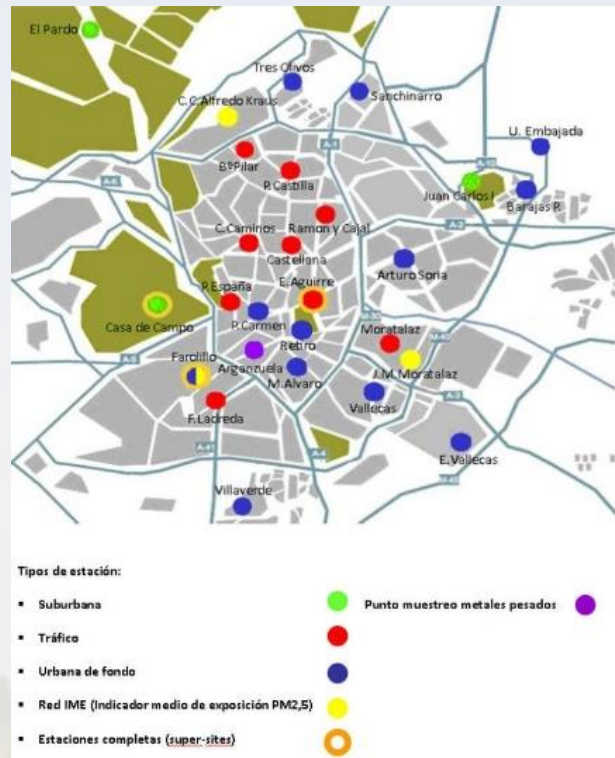 El Pardo
Tres Olivos
C.C. Alfredo Kraus
Sanchinarro
U. Embajada
BºPilar
P. Castilla
Juan Carlos I
Barajas P.
C. Caminos
Ramon y Cajal
Castellana
Arturo Soria
E. Aguirre
P. España
P. Carmen
Casa de Campo
Retiro
Moratalaz
Farolillo
Arganzuela
J.M. Moratalaz
M. Alvaro
Vallecas
F. Ladreda
E. Vallecas
Villaverde
Tipos de estación:
▪ Suburbana
Punto muestreo metales pesados
▪ Tráfico
▪ Urbana de fondo
▪ Red IME (Indicador medio de exposición PM2,5)
▪ Estaciones completas (super-sites)